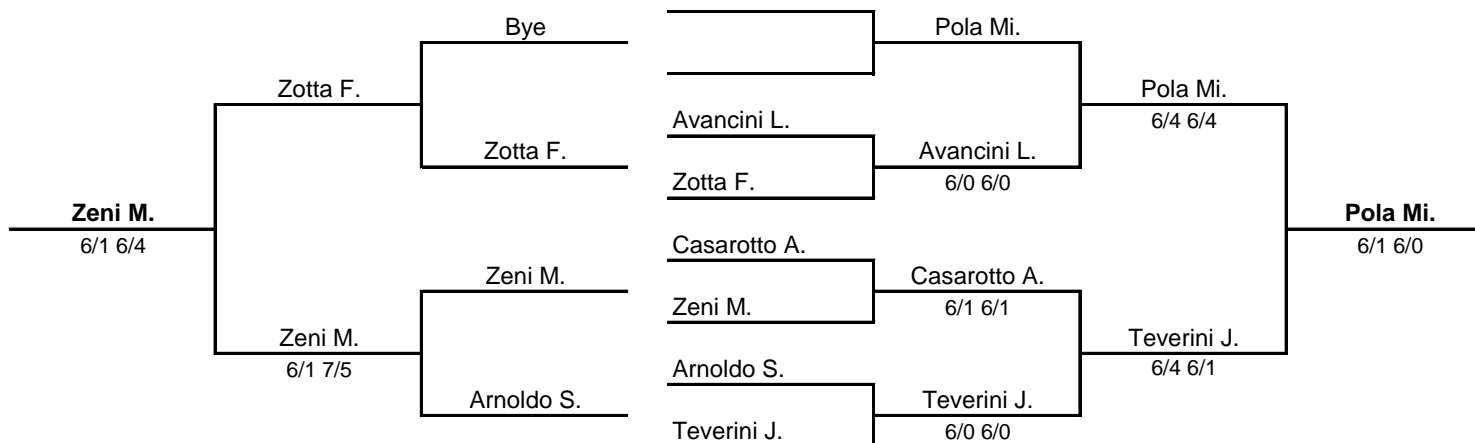 Bye
Pola Mi.
Zotta F.
Pola Mi.
6/4 6/4
Avancini L.
Zotta F.
Avancini L.
6/0 6/0
Zotta F.
Zeni M.
6/1 6/4
Pola Mi.
6/1 6/0
Casarotto A.
Zeni M.
Casarotto A.
6/1 6/1
Zeni M.
Zeni M.
6/1 7/5
Teverini J.
6/4 6/1
Arnoldo S.
Arnoldo S.
Teverini J.
6/0 6/0
Teverini J.